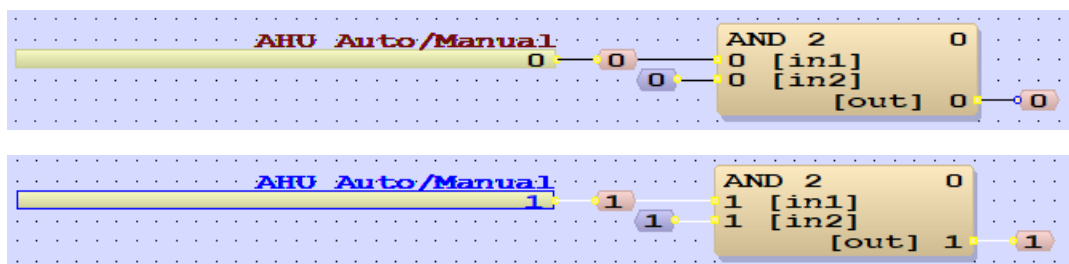 AHU Auto/Manual AND 2 0
0 0 0 [in1]
0 0 [in2]
[out] 0 0
AHU Auto/Manual AND 2 0
1 1 1 [in1]
1 1 [in2]
[out] 1 1